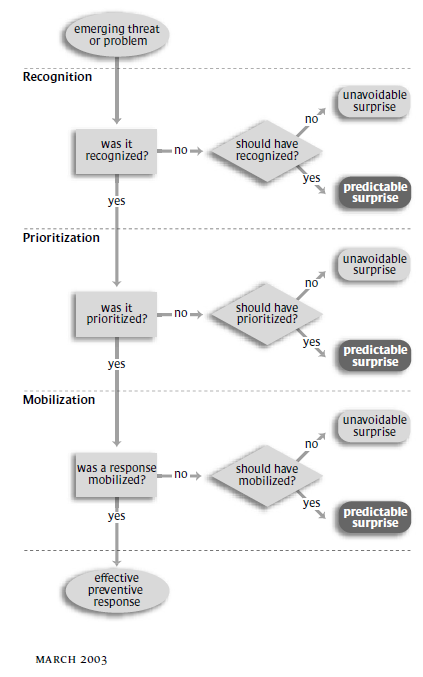 emerging threat
or problem
Recognition
was it
recognized?
no
should have
recognized?
no
unavoidable
surprise
yes
predictable
surprise
yes
Prioritization
was it
prioritized?
no
should have
prioritized?
no
unavoidable
surprise
yes
predictable
surprise
yes
Mobilization
was a response
mobilized?
no
should have
mobilized?
no
unavoidable
surprise
yes
predictable
surprise
yes
effective
preventive
response
MARCH 2003